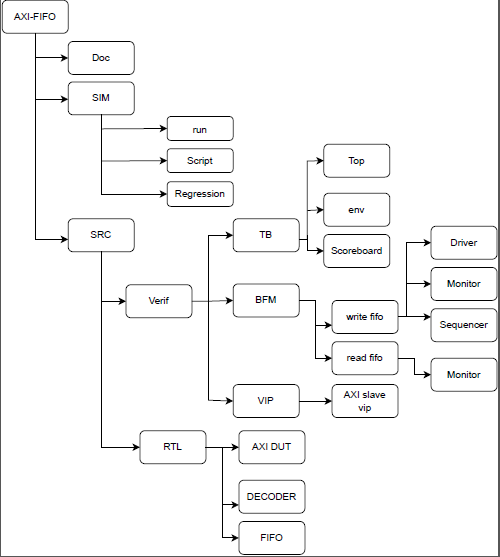 AXI-FIFO
Doc
SIM
run
Script
Regression
SRC
Verif
TB
Top
env
Scoreboard
BFM
write fifo
Driver
Monitor
Sequencer
read fifo
Monitor
VIP
AXI slave
vip
RTL
AXI DUT
DECODER
FIFO